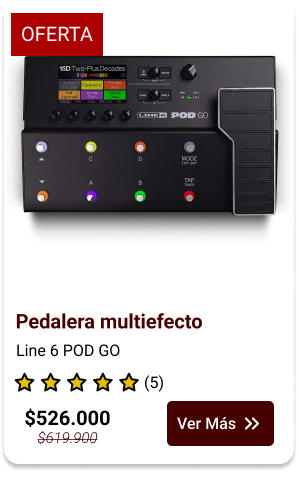 OFERTA
16D Two-Plus Decades
LINE 6 POD GO
C
D
MODE
A
B
TAP
Pedalera multiefecto
Line 6 POD GO
(5)
$526.000
$619.900
Ver Más